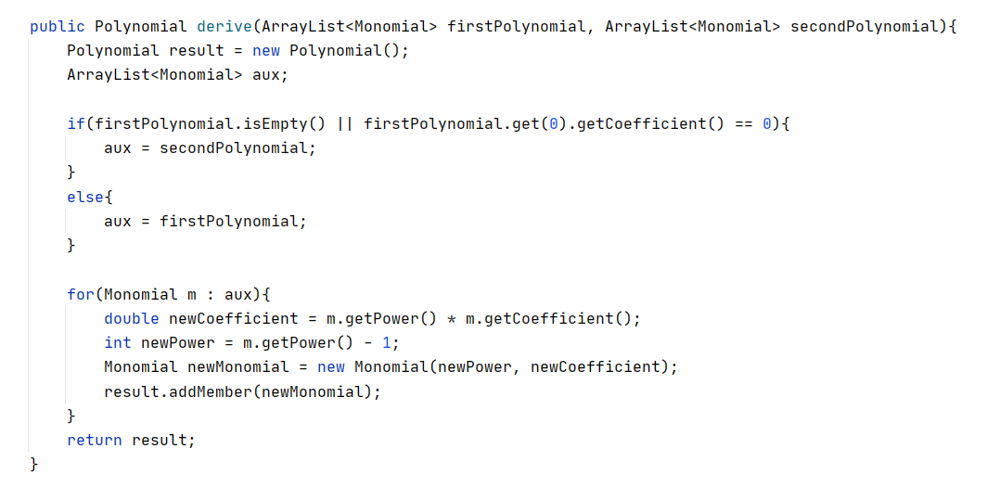 public Polynomial derive(ArrayList<Monomial> firstPolynomial, ArrayList<Monomial> secondPolynomial){
    Polynomial result = new Polynomial();
    ArrayList<Monomial> aux;

    if(firstPolynomial.isEmpty() || firstPolynomial.get(0).getCoefficient() == 0){
        aux = secondPolynomial;
    }
    else{
        aux = firstPolynomial;
    }

    for(Monomial m : aux){
        double newCoefficient = m.getPower() * m.getCoefficient();
        int newPower = m.getPower() - 1;
        Monomial newMonomial = new Monomial(newPower, newCoefficient);
        result.addMember(newMonomial);
    }
    return result;
}